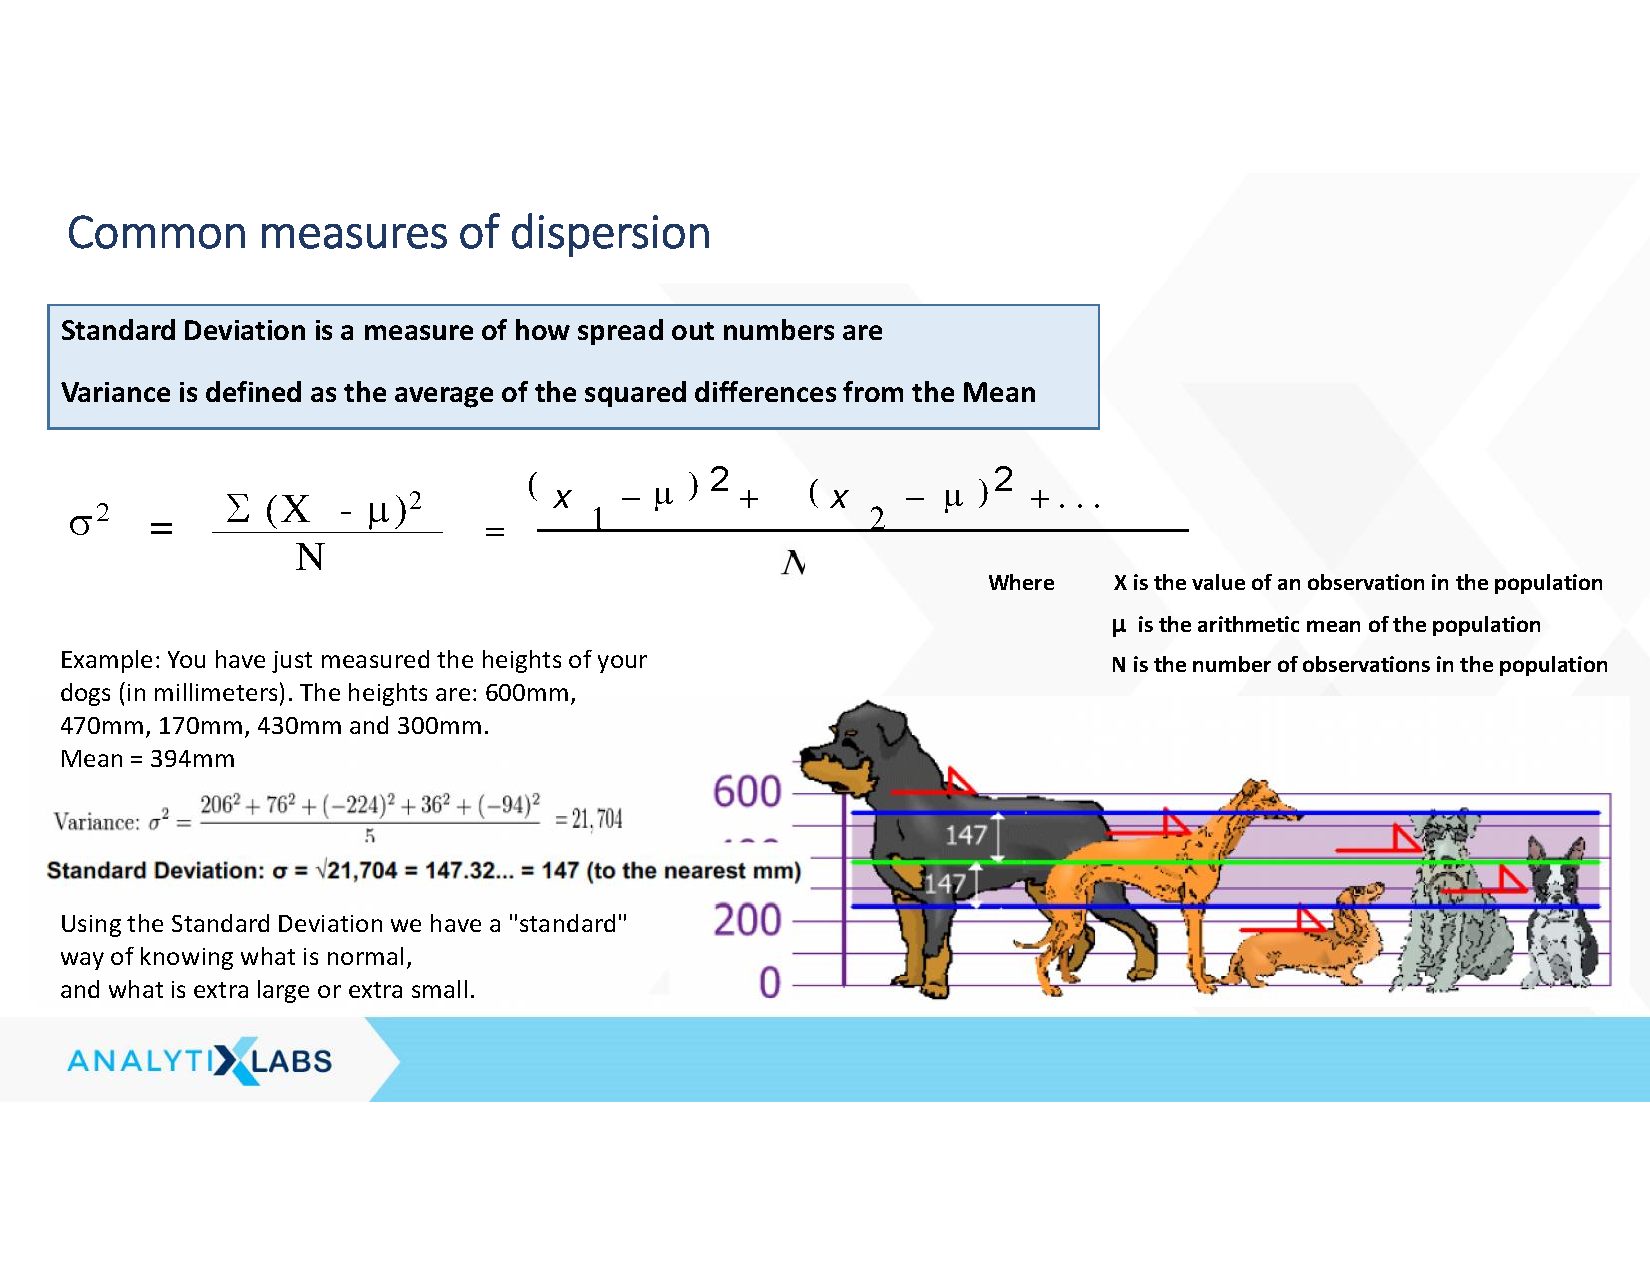 Common measures of dispersion
Standard Deviation is a measure of how spread out numbers are
Variance is defined as the average of the squared differences from the Mean
σ² = Σ (X - μ)² / N = ( x 1 – μ ) 2 + ( x 2 – μ ) 2 + . . . / N
Where X is the value of an observation in the population
μ is the arithmetic mean of the population
N is the number of observations in the population
Example: You have just measured the heights of your
dogs (in millimeters). The heights are: 600mm,
470mm, 170mm, 430mm and 300mm.
Mean = 394mm
Variance: σ² = 206² + 76² + (−224)² + 36² + (−94)² / 5 = 21, 704
Standard Deviation: σ = √21,704 = 147.32... = 147 (to the nearest mm)
Using the Standard Deviation we have a "standard"
way of knowing what is normal,
and what is extra large or extra small.
600
200
0
147
147
ANALYTIXLABS